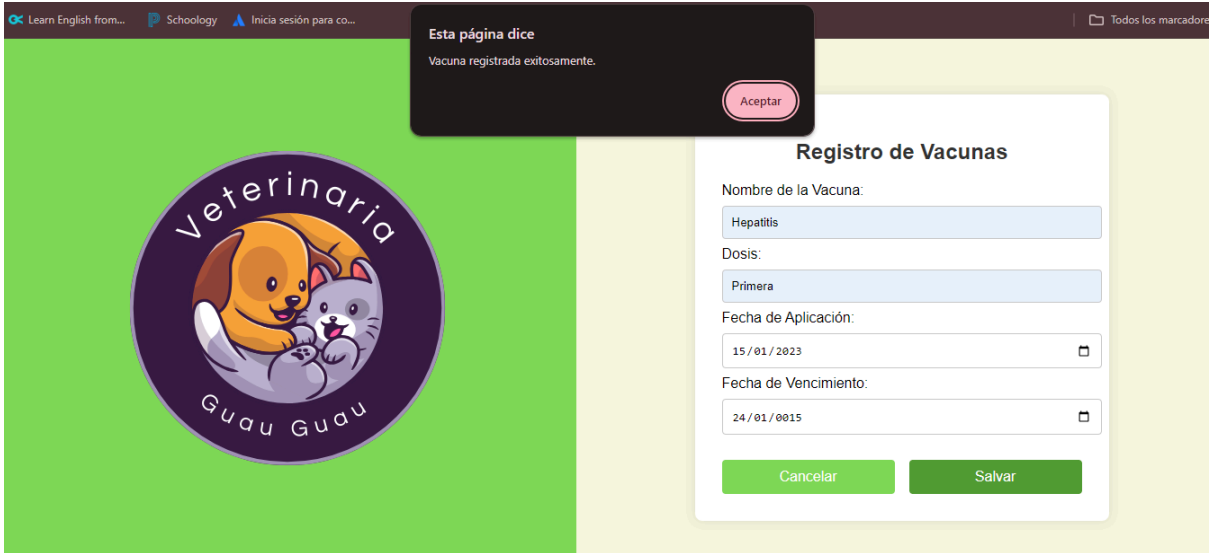 Learn English from...
Schoology
Inicia sesión para co...
Todos los marcadore
Esta página dice
Vacuna registrada exitosamente.
Aceptar
Veterinaria
Guau Guau
Registro de Vacunas
Nombre de la Vacuna:
Hepatitis
Dosis:
Primera
Fecha de Aplicación:
15/01/2023
Fecha de Vencimiento:
24/01/0015
Cancelar
Salvar